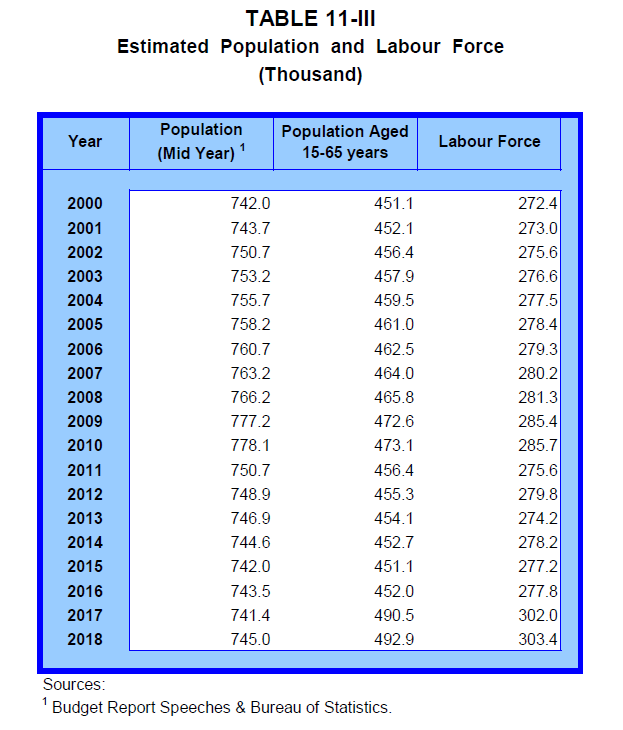 TABLE 11-III
Estimated Population and Labour Force
(Thousand)
Year Population (Mid Year) 1 Population Aged 15-65 years Labour Force
2000 742.0 451.1 272.4
2001 743.7 452.1 273.0
2002 750.7 456.4 275.6
2003 753.2 457.9 276.6
2004 755.7 459.5 277.5
2005 758.2 461.0 278.4
2006 760.7 462.5 279.3
2007 763.2 464.0 280.2
2008 766.2 465.8 281.3
2009 777.2 472.6 285.4
2010 778.1 473.1 285.7
2011 750.7 456.4 275.6
2012 748.9 455.3 279.8
2013 746.9 454.1 274.2
2014 744.6 452.7 278.2
2015 742.0 451.1 277.2
2016 743.5 452.0 277.8
2017 741.4 490.5 302.0
2018 745.0 492.9 303.4
Sources:
1 Budget Report Speeches & Bureau of Statistics.